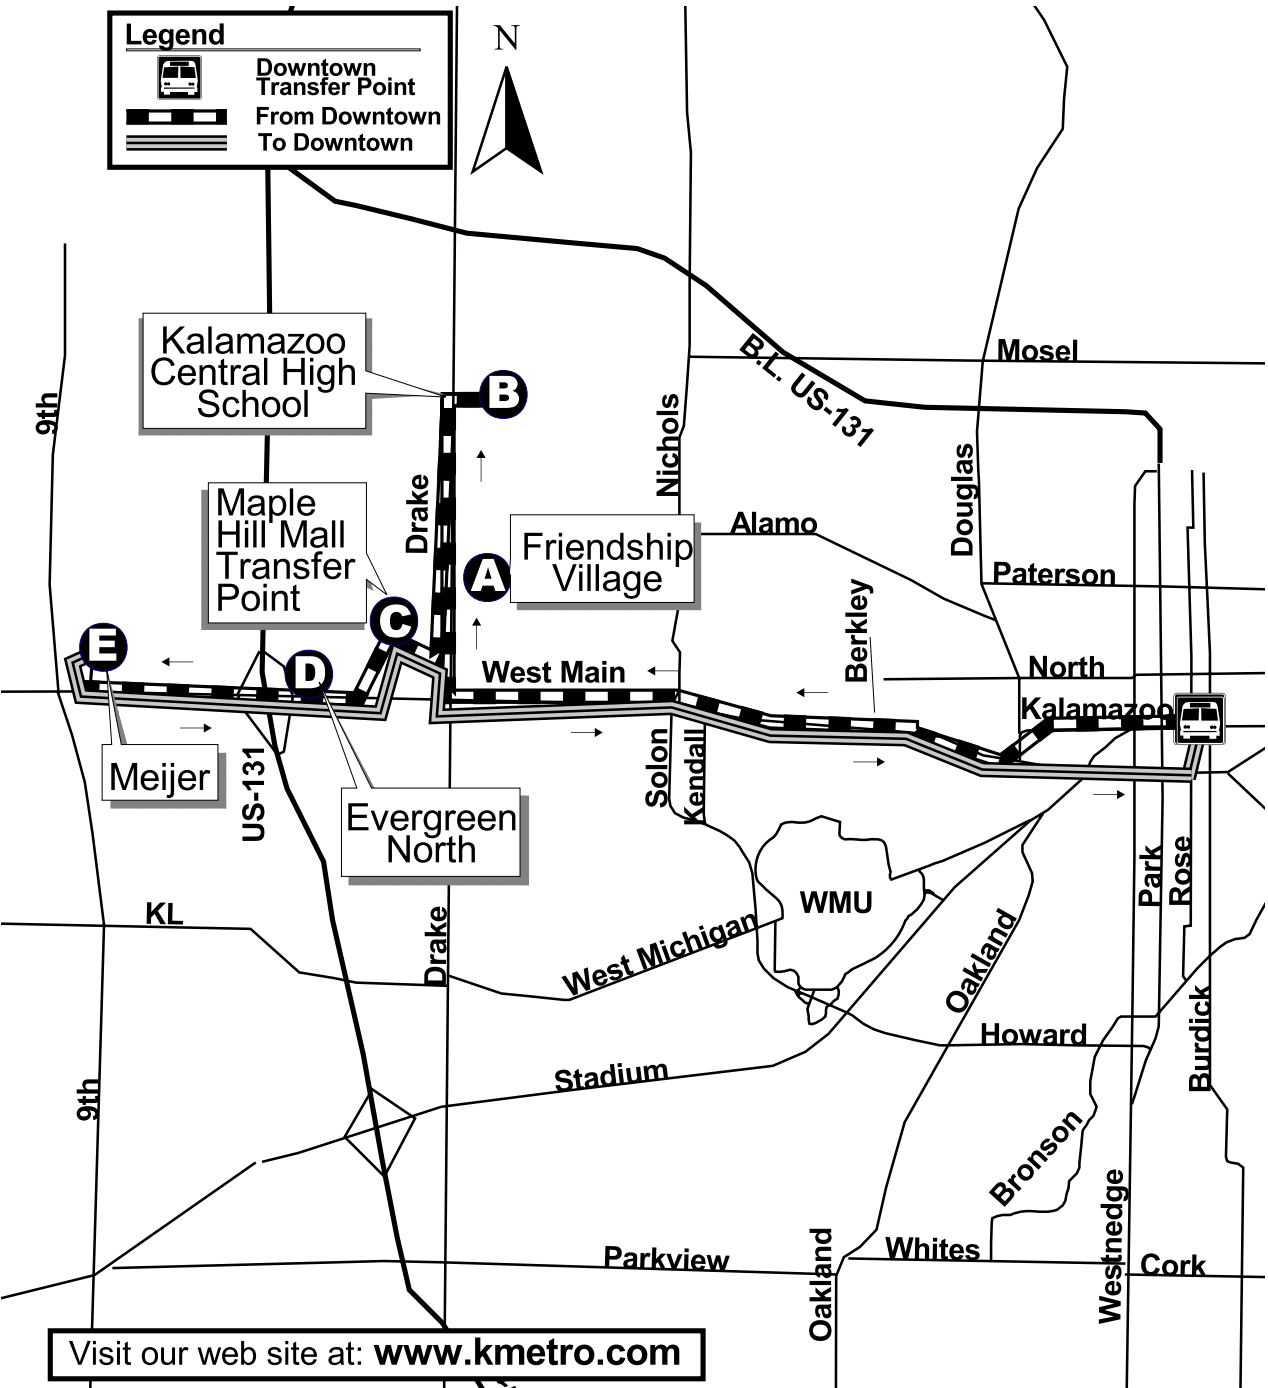 Legend
Downtown
Transfer Point
From Downtown
To Downtown
N
Kalamazoo
Central High
School
B
9th
Nichols
Mosel
B.L. US-131
Maple
Hill Mall
Transfer
Point
Drake
Douglas
Alamo
A
Friendship
Village
Paterson
Berkley
C
E
D
West Main
North
Kalamazoo
Meijer
US-131
Solon
Kendall
Evergreen
North
Park
Rose
WMU
KL
Drake
West Michigan
Oakland
Howard
Burdick
Stadium
9th
Bronson
Westnedge
Parkview
Oakland
Whites
Cork
Visit our web site at: www.kmetro.com